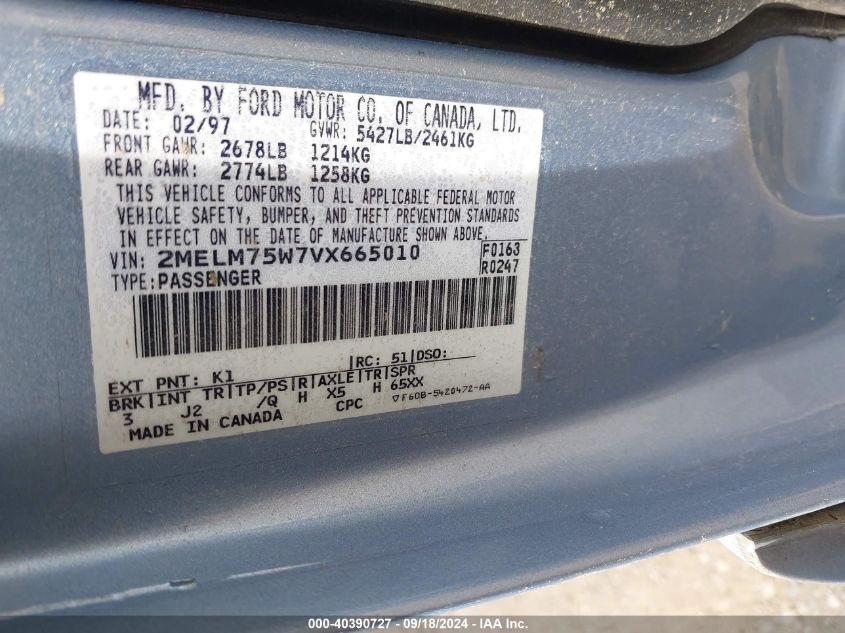 MFD. BY FORD MOTOR CO. OF CANADA, LTD.
DATE: 02/97 GVWR: 5427LB/2461KG
FRONT GAWR: 2678LB 1214KG
REAR GAWR: 2774LB 1258KG
THIS VEHICLE CONFORMS TO ALL APPLICABLE FEDERAL MOTOR
VEHICLE SAFETY, BUMPER, AND THEFT PREVENTION STANDARDS
IN EFFECT ON THE DATE OF MANUFACTURE SHOWN ABOVE.
VIN: 2MELM75W7VX665010 F0163
TYPE: PASSENGER R0247
EXT PNT: K1 |RC: 51|DSO:
BRK|INT TR|TP/PS|R|AXLE|TR|SPR
3 J2 /Q H X5 H 65XX
MADE IN CANADA CPC ▽F60B-5420472-AA
000-40390727 - 09/18/2024 - IAA Inc.